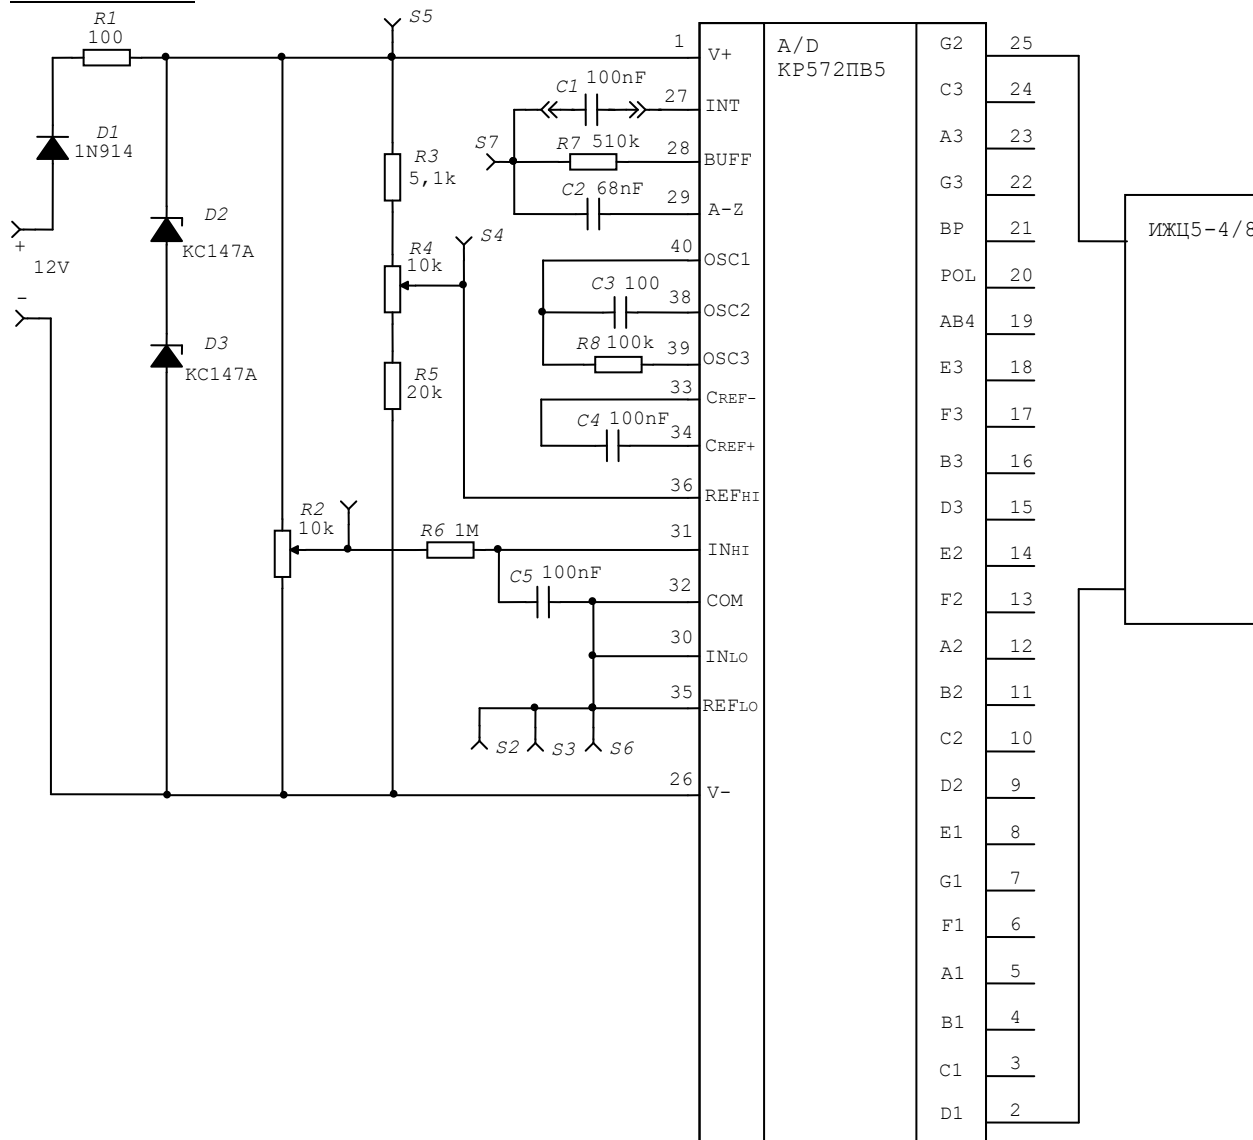 R1
100
S5
1
V+
A/D
КР572ПВ5
G2
25
C1
100nF
27
INT
C3
24
D1
1N914
S7
R7
510k
28
BUFF
A3
23
R3
5,1k
C2
68nF
29
A-Z
G3
22
D2
КС147А
+
12V
-
R4
10k
S4
40
OSC1
BP
21
ИЖЦ5-4/8
C3
100
38
OSC2
POL
20
D3
КС147А
R8
100k
39
OSC3
AB4
19
R5
20k
33
CREF-
E3
18
C4
100nF
34
CREF+
F3
17
36
REFHI
B3
16
R2
10k
R6
1M
31
INHI
D3
15
E2
14
C5
100nF
32
COM
F2
13
30
INLO
A2
12
35
REFLO
B2
11
S2
S3
S6
C2
10
26
V-
D2
9
E1
8
G1
7
F1
6
A1
5
B1
4
C1
3
D1
2